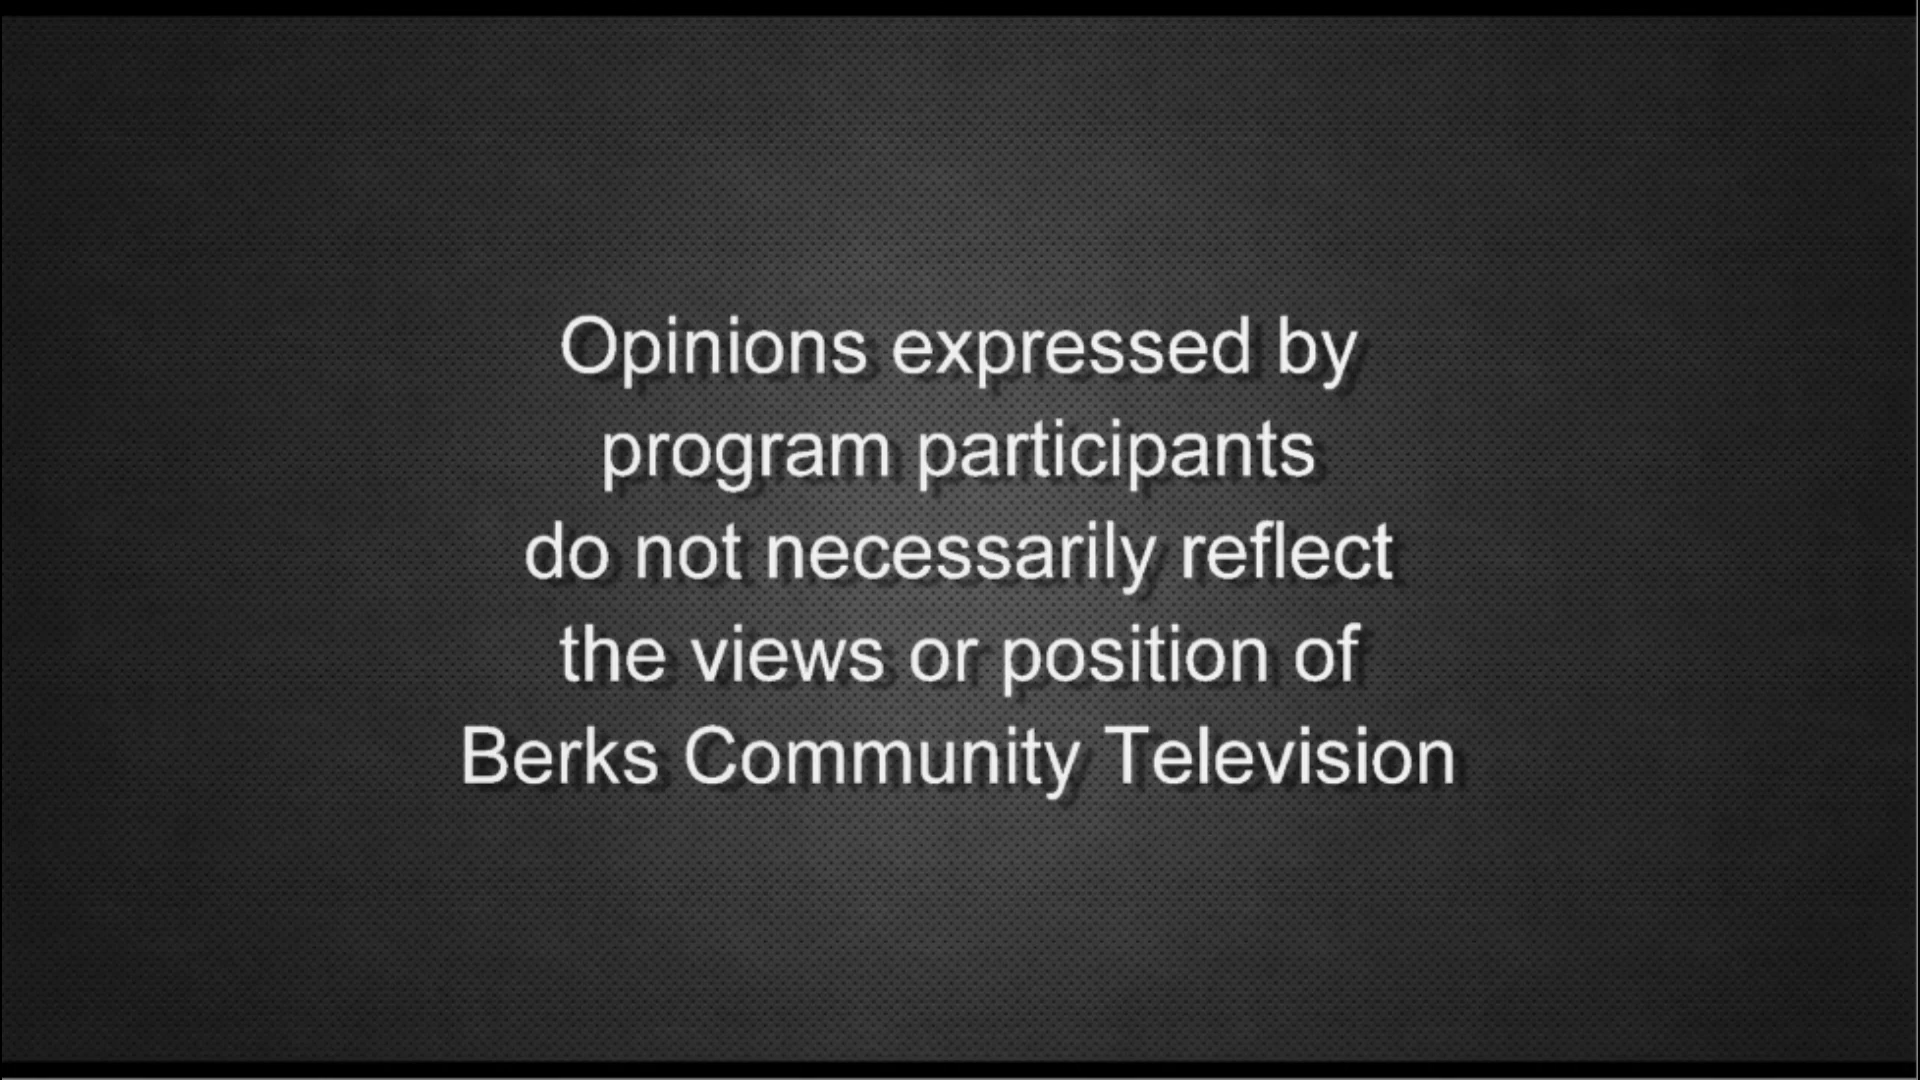 Opinions expressed by
program participants
do not necessarily reflect
the views or position of
Berks Community Television